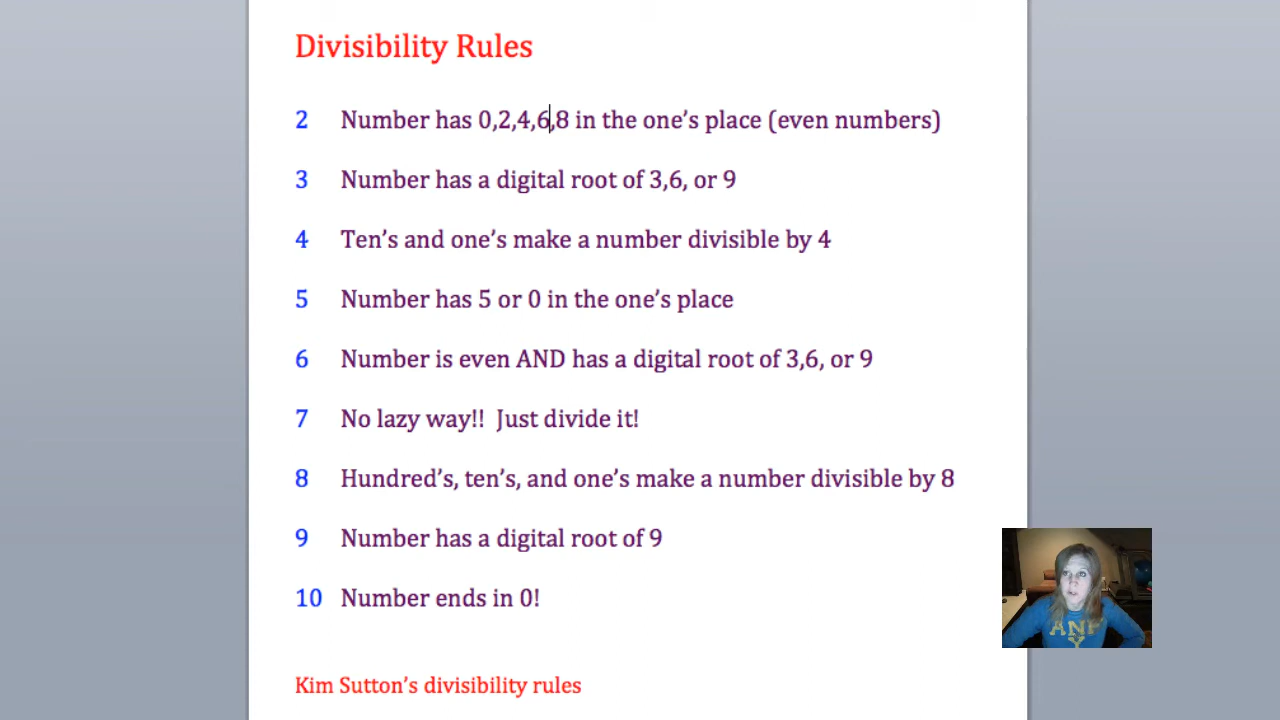 Divisibility Rules
2 Number has 0,2,4,6,8 in the one’s place (even numbers)
3 Number has a digital root of 3,6, or 9
4 Ten’s and one’s make a number divisible by 4
5 Number has 5 or 0 in the one’s place
6 Number is even AND has a digital root of 3,6, or 9
7 No lazy way!! Just divide it!
8 Hundred’s, ten’s, and one’s make a number divisible by 8
9 Number has a digital root of 9
10 Number ends in 0!
Kim Sutton’s divisibility rules